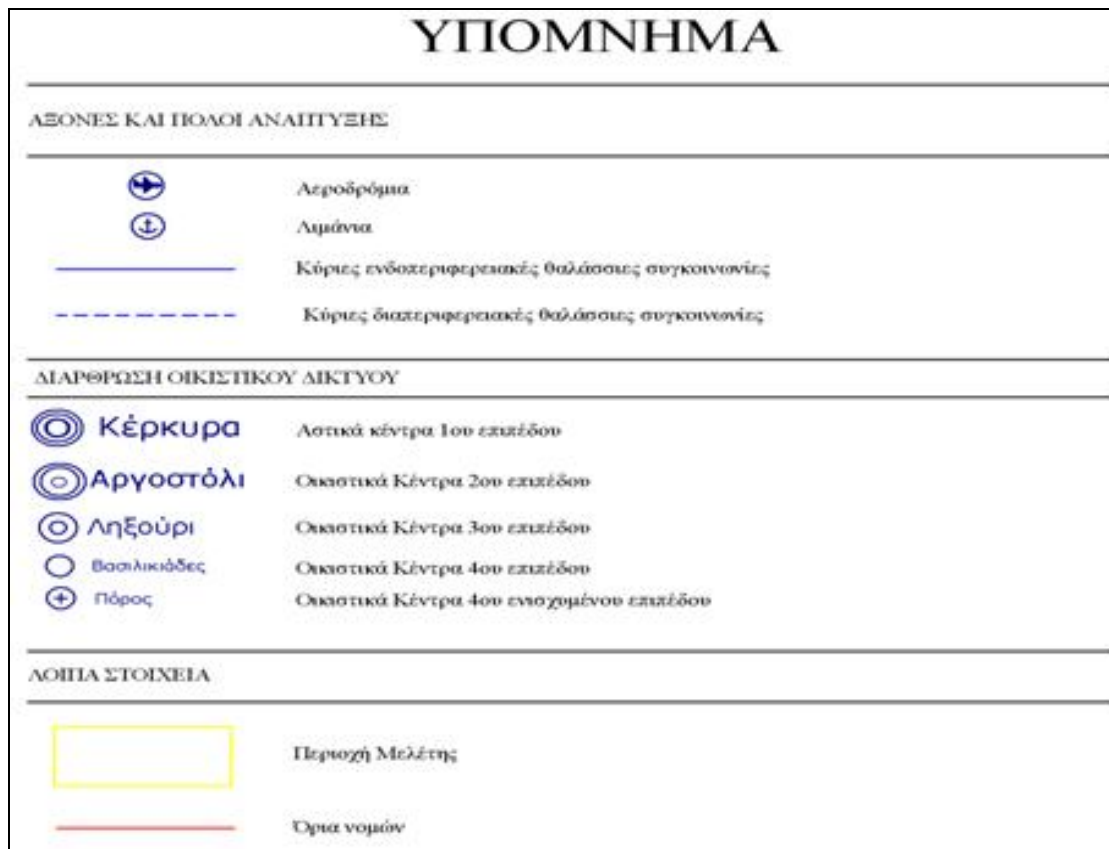 ΥΠΟΜΝΗΜΑ
ΑΞΟΝΕΣ ΚΑΙ ΠΟΛΟΙ ΑΝΑΠΤΥΞΗΣ
Αεροδρόμια
Λιμάνια
Κύριες ενδοπεριφερειακές θαλάσσιες συγκοινωνίες
Κύριες διαπεριφερειακές θαλάσσιες συγκοινωνίες
ΔΙΑΡΘΡΩΣΗ ΟΙΚΙΣΤΙΚΟΥ ΔΙΚΤΥΟΥ
Κέρκυρα Αστικά κέντρα 1ου επιπέδου
Αργοστόλι Οικιστικά Κέντρα 2ου επιπέδου
Ληξούρι Οικιστικά Κέντρα 3ου επιπέδου
Βασιλικιάδες Οικιστικά Κέντρα 4ου επιπέδου
Πόρος Οικιστικά Κέντρα 4ου ενισχυμένου επιπέδου
ΛΟΙΠΑ ΣΤΟΙΧΕΙΑ
Περιοχή Μελέτης
Όρια νομών